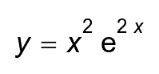 y = x² e²ˣ